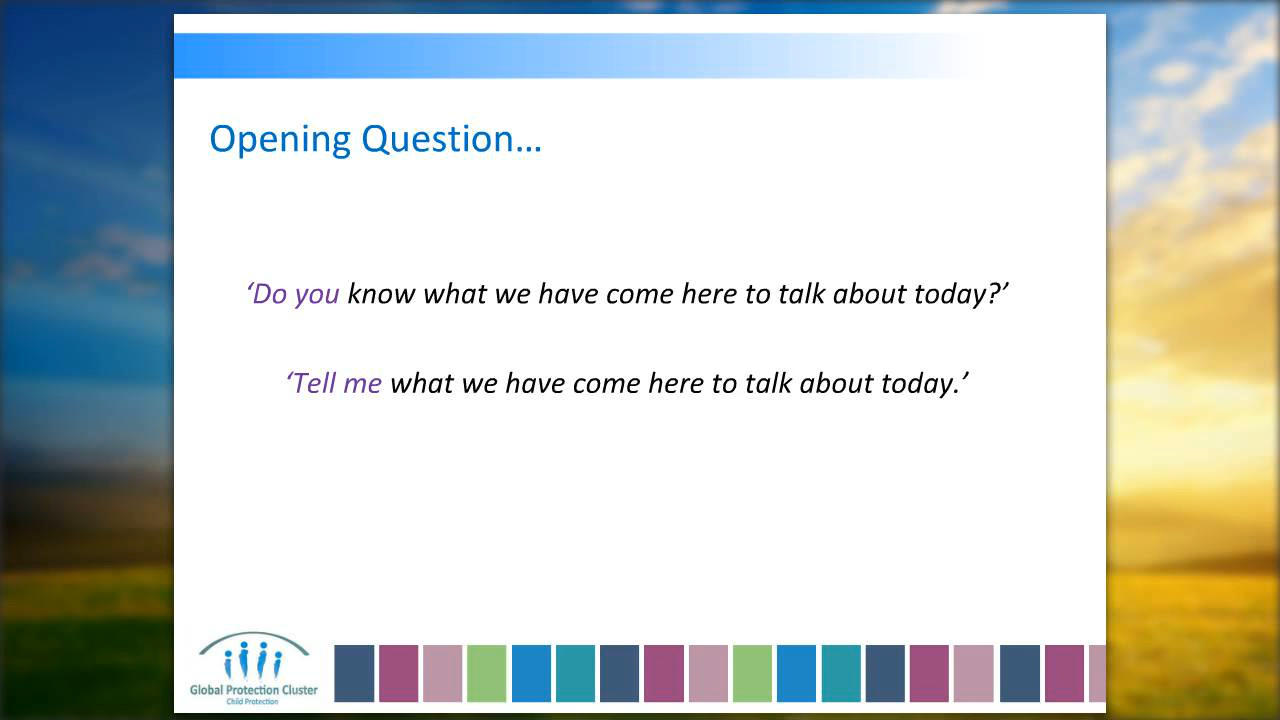 Opening Question…
‘Do you know what we have come here to talk about today?’
‘Tell me what we have come here to talk about today.’
Global Protection Cluster
Child Protection